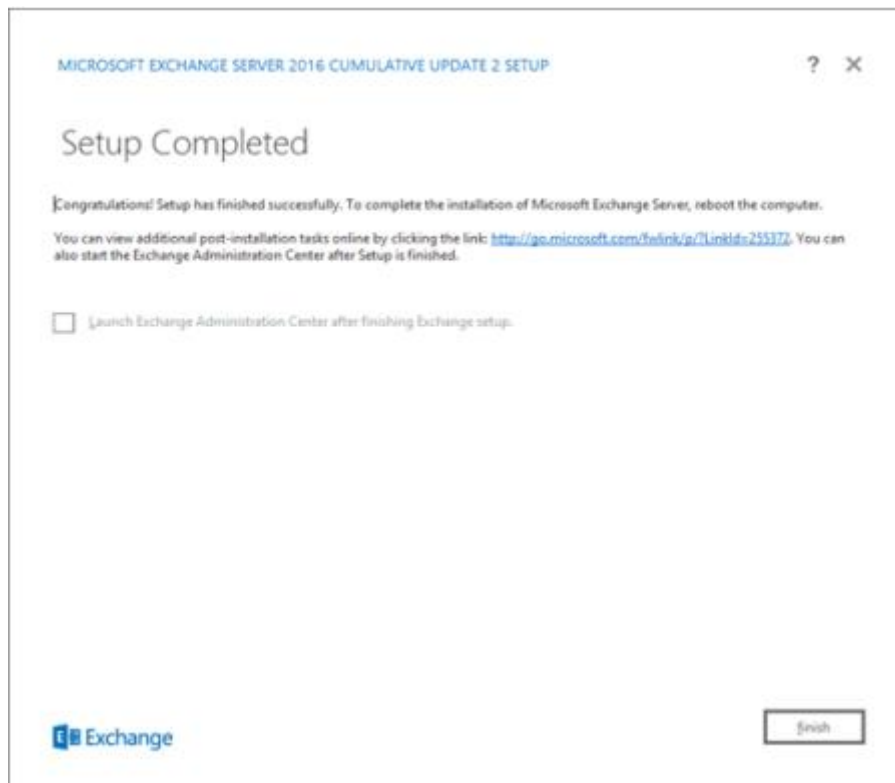 MICROSOFT EXCHANGE SERVER 2016 CUMULATIVE UPDATE 2 SETUP
? ×
Setup Completed
Congratulations! Setup has finished successfully. To complete the installation of Microsoft Exchange Server, reboot the computer.
You can view additional post-installation tasks online by clicking the link: http://go.microsoft.com/fwlink/p/?LinkId=255372. You can
also start the Exchange Administration Center after Setup is finished.
Launch Exchange Administration Center after finishing Exchange setup.
Exchange
finish